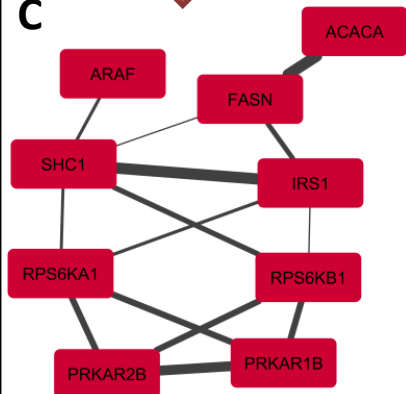 C
ACACA
ARAF
FASN
SHC1
IRS1
RPS6KA1
RPS6KB1
PRKAR2B
PRKAR1B